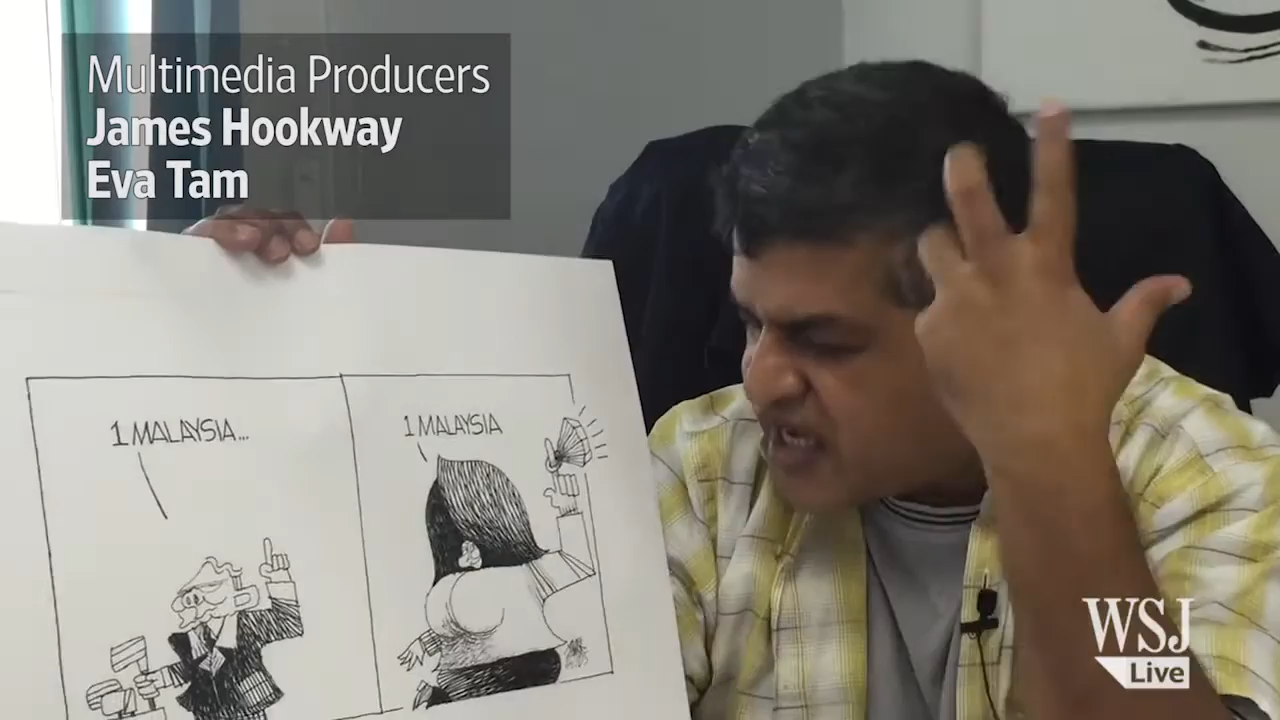 Multimedia Producers
James Hookway
Eva Tam
1 MALAYSIA...
1 MALAYSIA
WSJ
Live